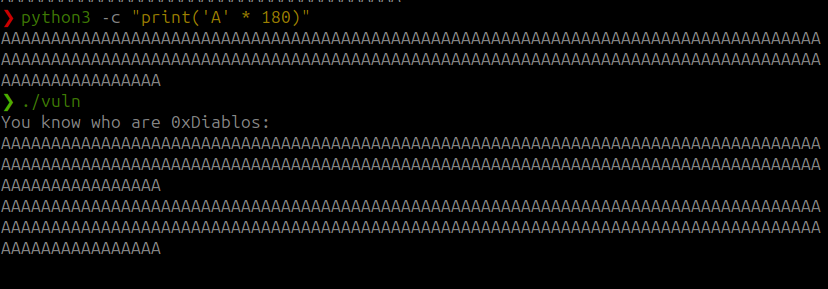 ❯ python3 -c "print('A' * 180)"
AAAAAAAAAAAAAAAAAAAAAAAAAAAAAAAAAAAAAAAAAAAAAAAAAAAAAAAAAAAAAAAAAAAAAAAAAAAAAAAAAA
AAAAAAAAAAAAAAAAAAAAAAAAAAAAAAAAAAAAAAAAAAAAAAAAAAAAAAAAAAAAAAAAAAAAAAAAAAAAAAAAAA
AAAAAAAAAAAAAAAA
❯ ./vuln
You know who are 0xDiablos:
AAAAAAAAAAAAAAAAAAAAAAAAAAAAAAAAAAAAAAAAAAAAAAAAAAAAAAAAAAAAAAAAAAAAAAAAAAAAAAAAAA
AAAAAAAAAAAAAAAAAAAAAAAAAAAAAAAAAAAAAAAAAAAAAAAAAAAAAAAAAAAAAAAAAAAAAAAAAAAAAAAAAA
AAAAAAAAAAAAAAAA
AAAAAAAAAAAAAAAAAAAAAAAAAAAAAAAAAAAAAAAAAAAAAAAAAAAAAAAAAAAAAAAAAAAAAAAAAAAAAAAAAA
AAAAAAAAAAAAAAAAAAAAAAAAAAAAAAAAAAAAAAAAAAAAAAAAAAAAAAAAAAAAAAAAAAAAAAAAAAAAAAAAAA
AAAAAAAAAAAAAAAA